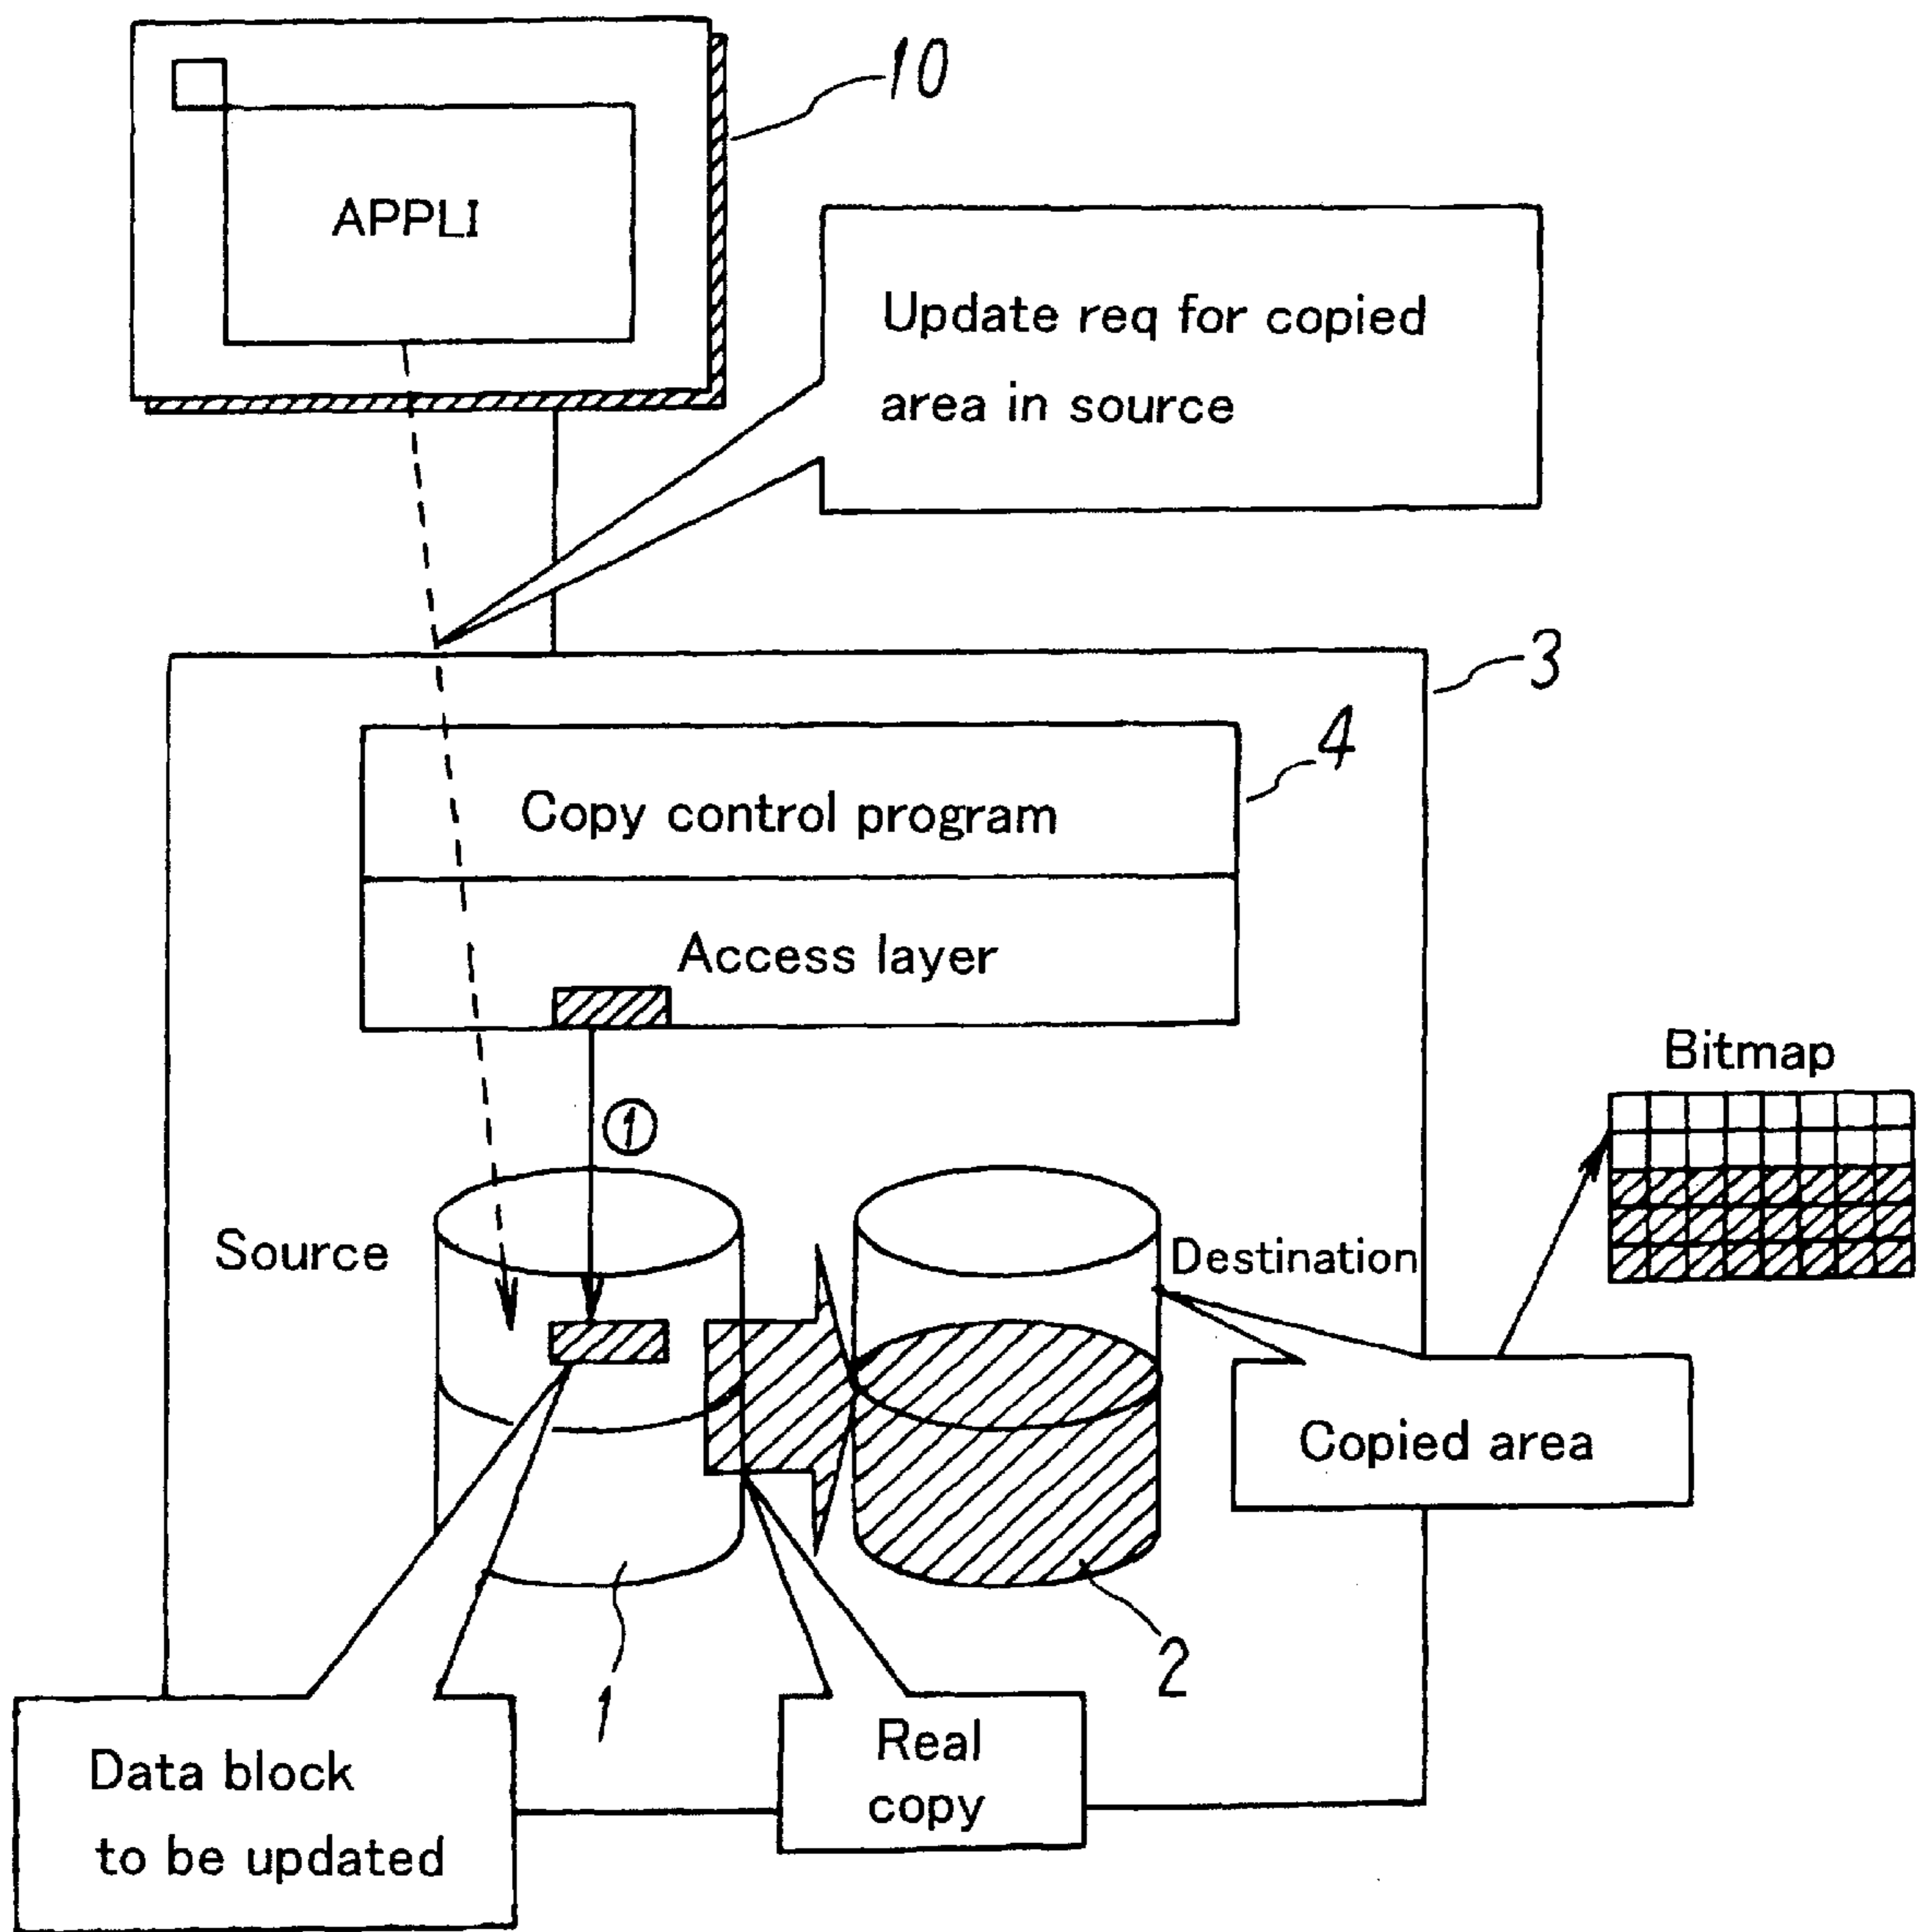 10
APPLI
Update req for copied
area in source
3
4
Copy control program
Access layer
Bitmap
①
Source
Destination
Copied area
2
1
Real
copy
Data block
to be updated